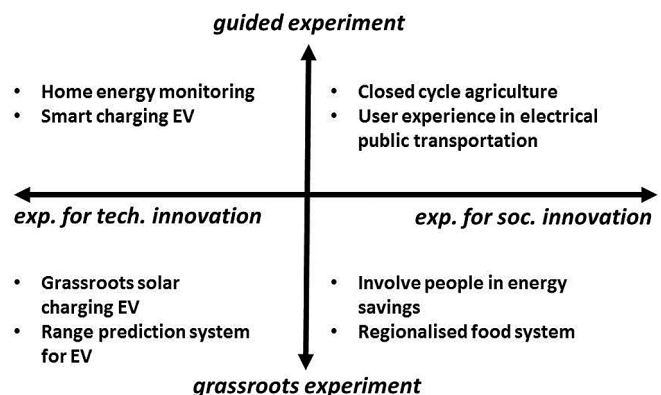 guided experiment
• Home energy monitoring
• Smart charging EV
• Closed cycle agriculture
• User experience in electrical
public transportation
exp. for tech. innovation
exp. for soc. innovation
• Grassroots solar
charging EV
• Range prediction system
for EV
• Involve people in energy
savings
• Regionalised food system
grassroots experiment